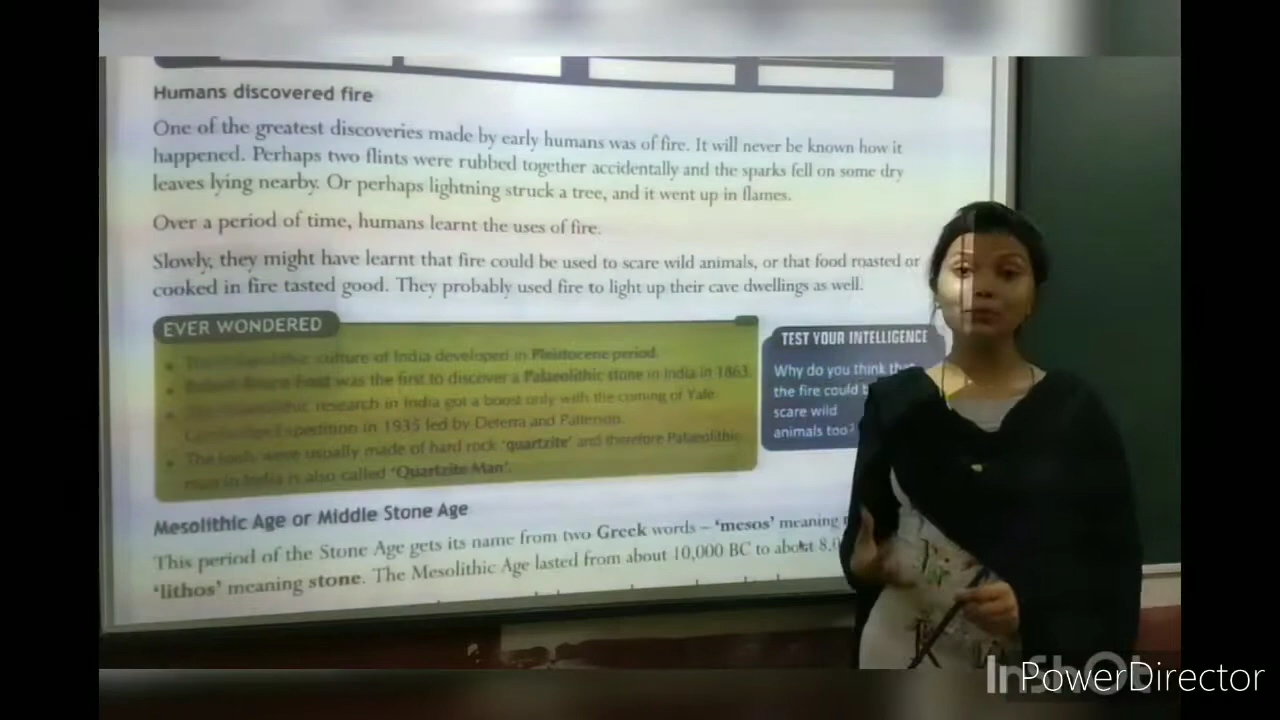 Humans discovered fire
One of the greatest discoveries made by early humans was of fire. It will never be known how it
happened. Perhaps two flints were rubbed together accidentally and the sparks fell on some dry
leaves lying nearby. Or perhaps lightning struck a tree, and it went up in flames.
Over a period of time, humans learnt the uses of fire.
Slowly, they might have learnt that fire could be used to scare wild animals, or that food roasted or
cooked in fire tasted good. They probably used fire to light up their cave dwellings as well.
EVER WONDERED
culture of India developed in Pleistocene period.
was the first to discover a Palaeolithic stone in India in 1863.
research in India got a boost only with the coming of Yale
Expedition in 1935 led by Deterra and Patterson.
The tools were usually made of hard rock 'quartzite' and therefore Palaeolithic
man in India is also called 'Quartzite Man'.
TEST YOUR INTELLIGENCE
Why do you think
the fire could
scare wild
animals too?
Mesolithic Age or Middle Stone Age
This period of the Stone Age gets its name from two Greek words – 'mesos' meaning
'lithos' meaning stone. The Mesolithic Age lasted from about 10,000 BC to about
InShOt
PowerDirector